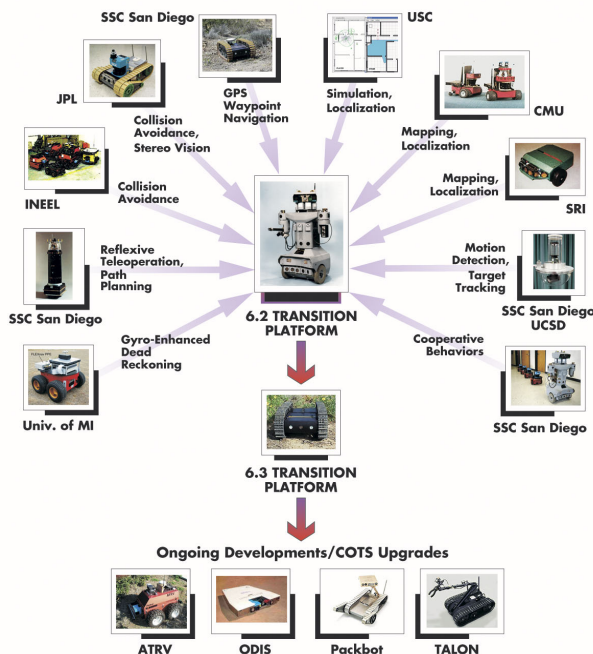 SSC San Diego
USC
JPL
GPS
Waypoint
Navigation
Simulation,
Localization
CMU
Collision
Avoidance,
Stereo Vision
Mapping,
Localization
INEEL
Collision
Avoidance
Mapping,
Localization
SRI
Reflexive
Teleoperation,
Path
Planning
SSC San Diego
Motion
Detection,
Target
Tracking
SSC San Diego
UCSD
6.2 TRANSITION
PLATFORM
Gyro-Enhanced
Dead
Reckoning
Univ. of MI
Cooperative
Behaviors
SSC San Diego
6.3 TRANSITION
PLATFORM
Ongoing Developments/COTS Upgrades
ATRV
ODIS
Packbot
TALON